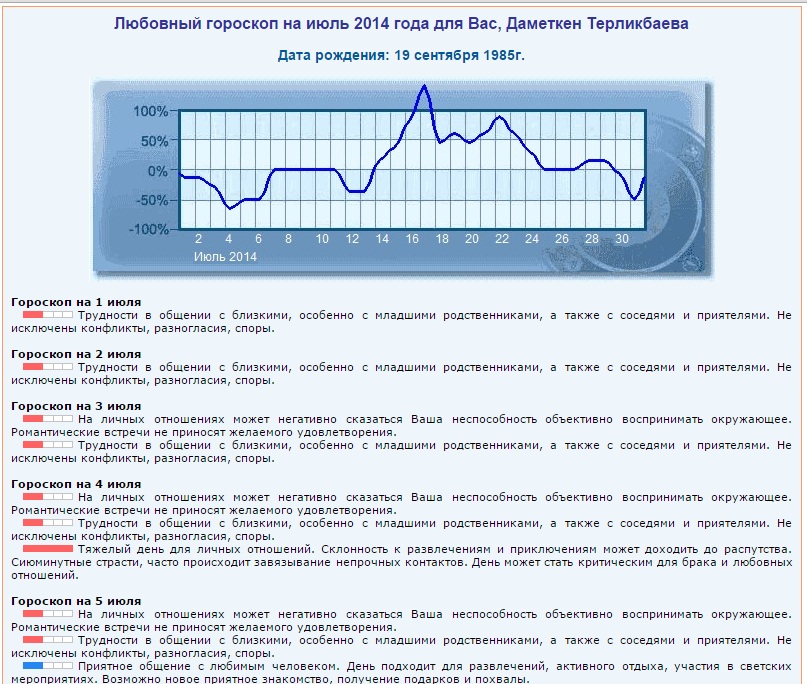 Любовный гороскоп на июль 2014 года для Вас, Даметкен Терликбаева
Дата рождения: 19 сентября 1985г.
100%
50%
0%
-50%
-100%
2 4 6 8 10 12 14 16 18 20 22 24 26 28 30
Июль 2014
Гороскоп на 1 июля
Трудности в общении с близкими, особенно с младшими родственниками, а также с соседями и приятелями. Не
исключены конфликты, разногласия, споры.
Гороскоп на 2 июля
Трудности в общении с близкими, особенно с младшими родственниками, а также с соседями и приятелями. Не
исключены конфликты, разногласия, споры.
Гороскоп на 3 июля
На личных отношениях может негативно сказаться Ваша неспособность объективно воспринимать окружающее.
Романтические встречи не приносят желаемого удовлетворения.
Трудности в общении с близкими, особенно с младшими родственниками, а также с соседями и приятелями. Не
исключены конфликты, разногласия, споры.
Гороскоп на 4 июля
На личных отношениях может негативно сказаться Ваша неспособность объективно воспринимать окружающее.
Романтические встречи не приносят желаемого удовлетворения.
Трудности в общении с близкими, особенно с младшими родственниками, а также с соседями и приятелями. Не
исключены конфликты, разногласия, споры.
Тяжелый день для личных отношений. Склонность к развлечениям и приключениям может доходить до распутства.
Сиюминутные страсти, часто происходит завязывание непрочных контактов. День может стать критическим для брака и любовных
отношений.
Гороскоп на 5 июля
На личных отношениях может негативно сказаться Ваша неспособность объективно воспринимать окружающее.
Романтические встречи не приносят желаемого удовлетворения.
Трудности в общении с близкими, особенно с младшими родственниками, а также с соседями и приятелями. Не
исключены конфликты, разногласия, споры.
Приятное общение с любимым человеком. День подходит для развлечений, активного отдыха, участия в светских
мероприятиях. Возможно новое приятное знакомство, получение подарков и похвалы.